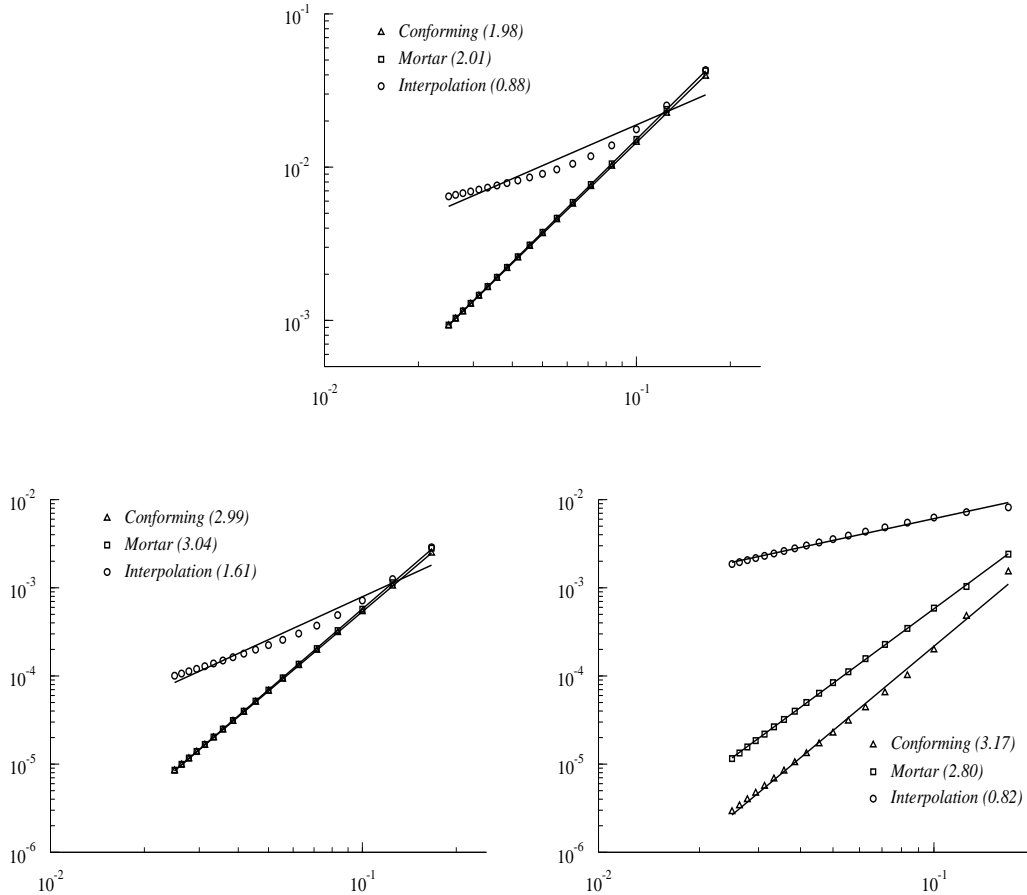 10^-1
Conforming (1.98)
Mortar (2.01)
Interpolation (0.88)
10^-2
10^-3
10^-2
10^-1
10^-2
Conforming (2.99)
Mortar (3.04)
Interpolation (1.61)
10^-3
10^-4
10^-5
10^-6
10^-2
10^-1
10^-2
10^-3
10^-4
10^-5
Conforming (3.17)
Mortar (2.80)
Interpolation (0.82)
10^-6
10^-2
10^-1